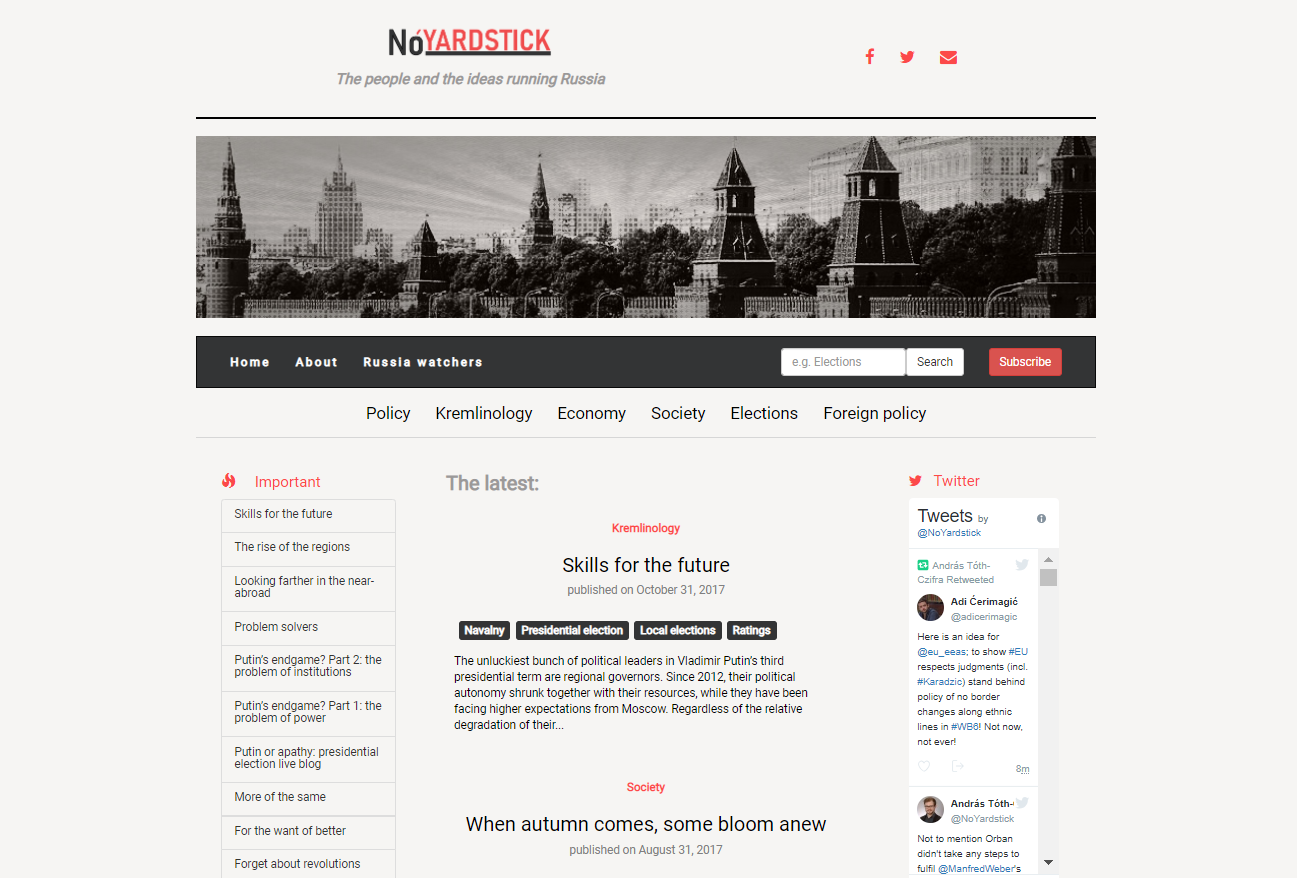 NóYARDSTICK
The people and the ideas running Russia
Home About Russia watchers e.g. Elections Search Subscribe
Policy Kremlinology Economy Society Elections Foreign policy
Important
Skills for the future
The rise of the regions
Looking farther in the near-
abroad
Problem solvers
Putin's endgame? Part 2: the
problem of institutions
Putin's endgame? Part 1: the
problem of power
Putin or apathy: presidential
election live blog
More of the same
For the want of better
Forget about revolutions
The latest:
Kremlinology
Skills for the future
published on October 31, 2017
Navalny Presidential election Local elections Ratings
The unluckiest bunch of political leaders in Vladimir Putin's third
presidential term are regional governors. Since 2012, their political
autonomy shrunk together with their resources, while they have been
facing higher expectations from Moscow. Regardless of the relative
degradation of their...
Society
When autumn comes, some bloom anew
published on August 31, 2017
Twitter
Tweets by
@NoYardstick
András Tóth-
Czifra Retweeted
Adi Ćerimagić
@adicerimagic
Here is an idea for
@eu_eeas; to show #EU
respects judgments (incl.
#Karadzic) stand behind
policy of no border
changes along ethnic
lines in #WB6! Not now,
not ever!
8m
András Tóth-
@NoYardstick
Not to mention Orban
didn't take any steps to
fulfil @ManfredWeber's